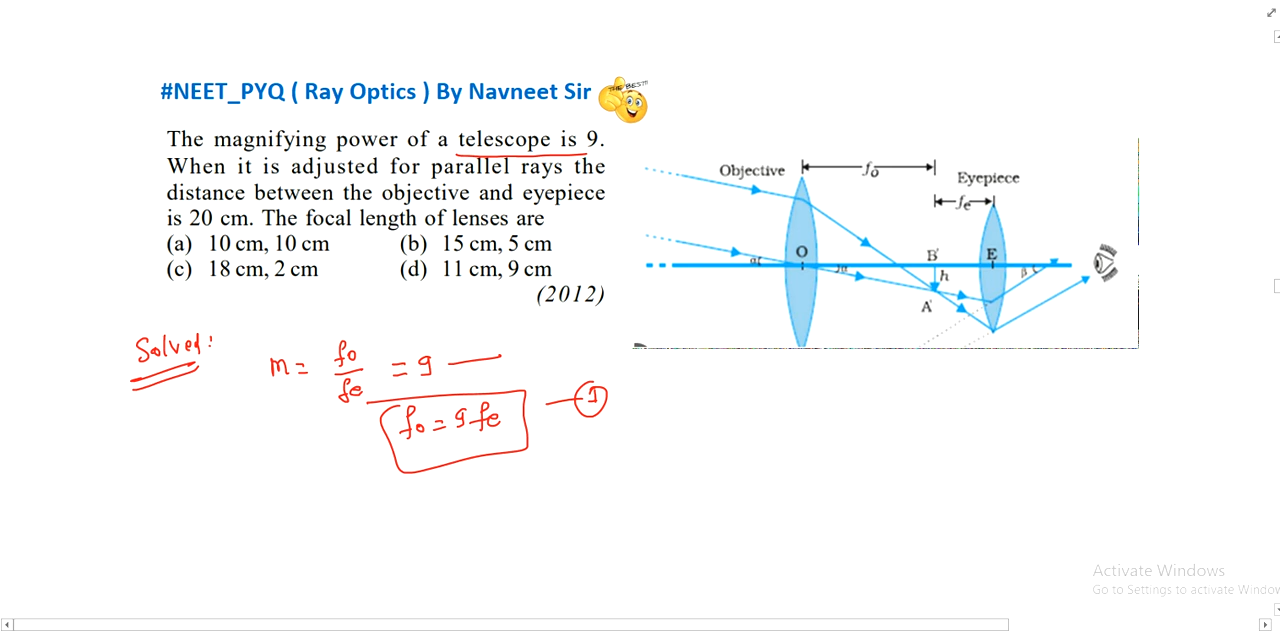 #NEET_PYQ ( Ray Optics ) By Navneet Sir
THE BEST!!
The magnifying power of a telescope is 9.
When it is adjusted for parallel rays the
distance between the objective and eyepiece
is 20 cm. The focal length of lenses are
(a) 10 cm, 10 cm (b) 15 cm, 5 cm
(c) 18 cm, 2 cm (d) 11 cm, 9 cm
(2012)
Objective
fo
Eyepiece
fe
O
B'
E
α
α
β
h
A'
Solved:
m = fo/fe = 9
fo = 9fe — 1
Activate Windows
Go to Settings to activate Window